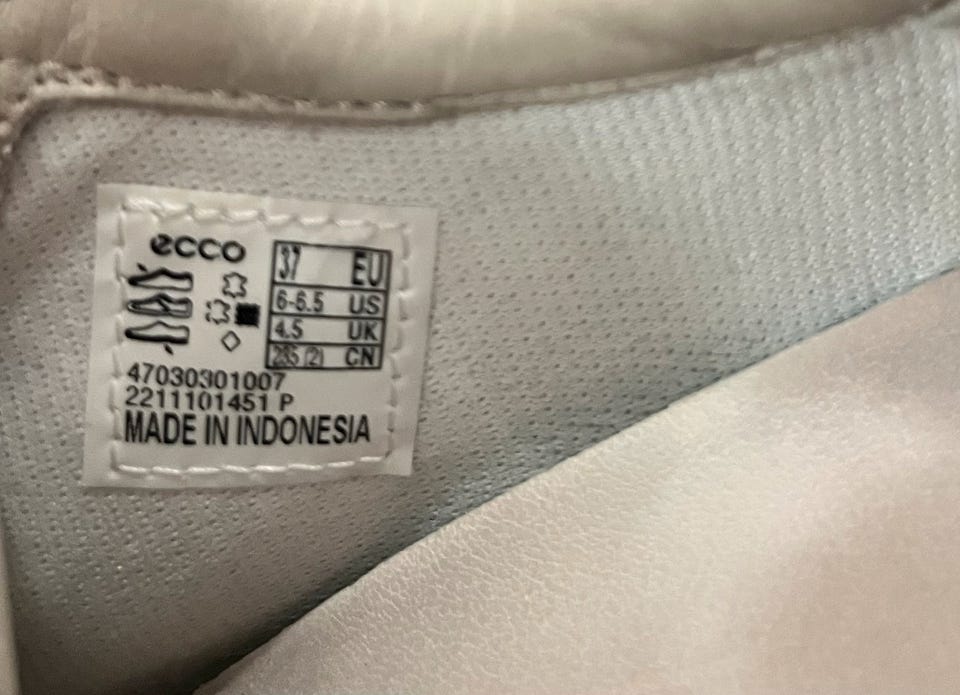 ecco
37 EU
6-6.5 US
4.5 UK
235 (2) CN
47030301007
2211101451 P
MADE IN INDONESIA